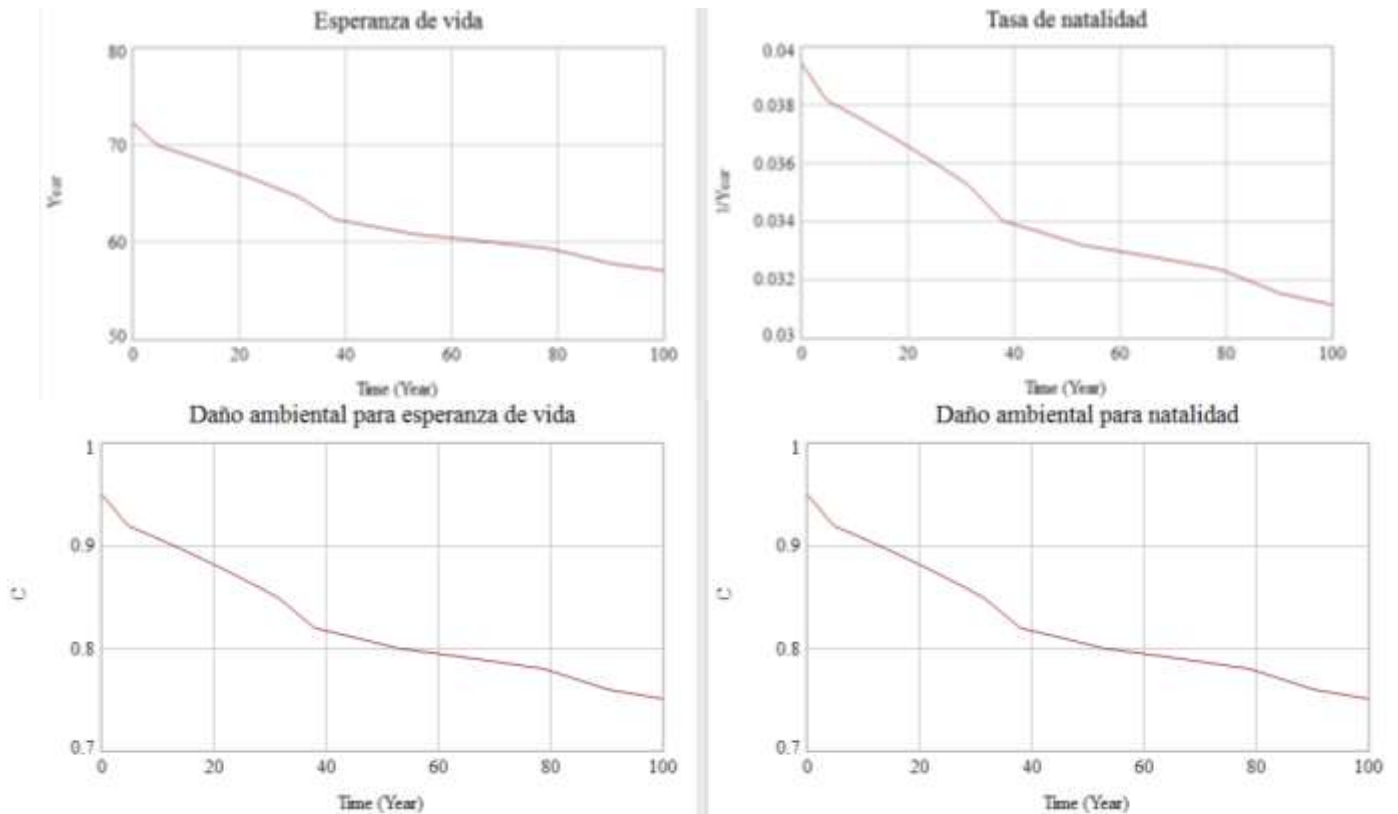 Esperanza de vida
80
70
60
50
Year
0 20 40 60 80 100
Time (Year)
Tasa de natalidad
0.04
0.038
0.036
0.034
0.032
0.03
1/Year
0 20 40 60 80 100
Time (Year)
Daño ambiental para esperanza de vida
1
0.9
0.8
0.7
C
0 20 40 60 80 100
Time (Year)
Daño ambiental para natalidad
1
0.9
0.8
0.7
C
0 20 40 60 80 100
Time (Year)